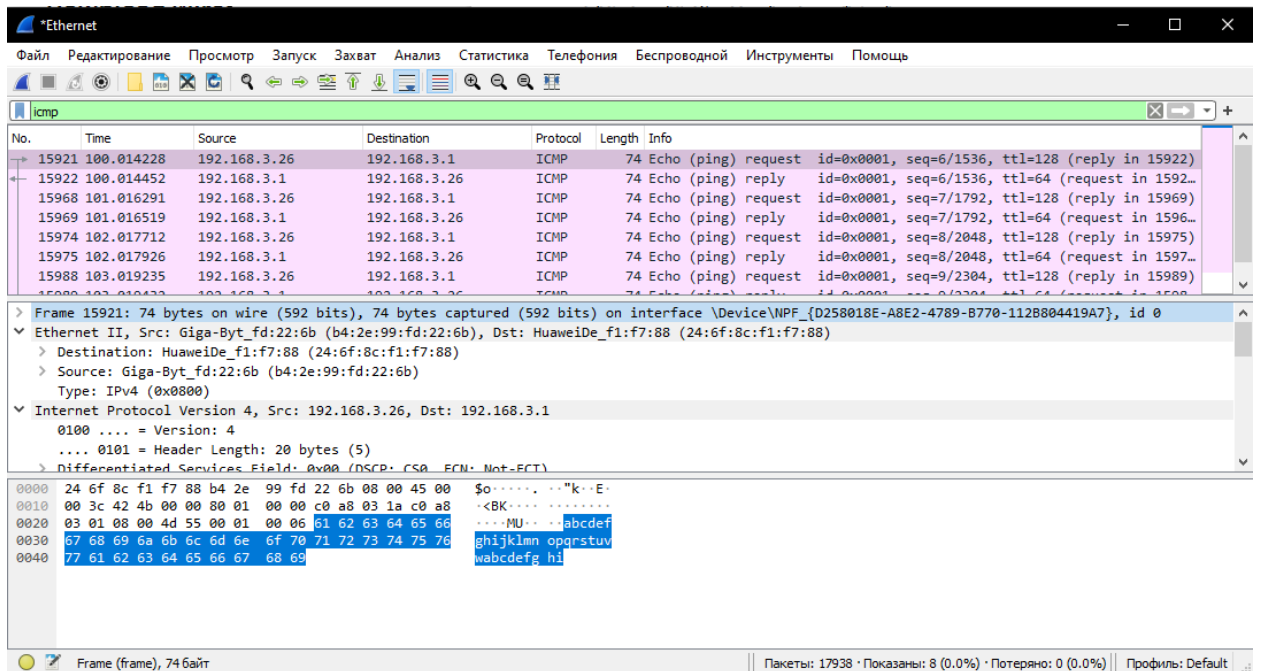 *Ethernet
Файл Редактирование Просмотр Запуск Захват Анализ Статистика Телефония Беспроводной Инструменты Помощь
icmp
No. Time Source Destination Protocol Length Info
15921 100.014228 192.168.3.26 192.168.3.1 ICMP 74 Echo (ping) request id=0x0001, seq=6/1536, ttl=128 (reply in 15922)
15922 100.014452 192.168.3.1 192.168.3.26 ICMP 74 Echo (ping) reply id=0x0001, seq=6/1536, ttl=64 (request in 1592…
15968 101.016291 192.168.3.26 192.168.3.1 ICMP 74 Echo (ping) request id=0x0001, seq=7/1792, ttl=128 (reply in 15969)
15969 101.016519 192.168.3.1 192.168.3.26 ICMP 74 Echo (ping) reply id=0x0001, seq=7/1792, ttl=64 (request in 1596…
15974 102.017712 192.168.3.26 192.168.3.1 ICMP 74 Echo (ping) request id=0x0001, seq=8/2048, ttl=128 (reply in 15975)
15975 102.017926 192.168.3.1 192.168.3.26 ICMP 74 Echo (ping) reply id=0x0001, seq=8/2048, ttl=64 (request in 1597…
15988 103.019235 192.168.3.26 192.168.3.1 ICMP 74 Echo (ping) request id=0x0001, seq=9/2304, ttl=128 (reply in 15989)
Frame 15921: 74 bytes on wire (592 bits), 74 bytes captured (592 bits) on interface \Device\NPF_{D258018E-A8E2-4789-B770-112B804419A7}, id 0
Ethernet II, Src: Giga-Byt_fd:22:6b (b4:2e:99:fd:22:6b), Dst: HuaweiDe_f1:f7:88 (24:6f:8c:f1:f7:88)
Destination: HuaweiDe_f1:f7:88 (24:6f:8c:f1:f7:88)
Source: Giga-Byt_fd:22:6b (b4:2e:99:fd:22:6b)
Type: IPv4 (0x0800)
Internet Protocol Version 4, Src: 192.168.3.26, Dst: 192.168.3.1
0100 .... = Version: 4
.... 0101 = Header Length: 20 bytes (5)
Differentiated Services Field: 0x00 (DSCP: CS0, ECN: Not-ECT)
0000 24 6f 8c f1 f7 88 b4 2e 99 fd 22 6b 08 00 45 00 $o·····. ··"k··E·
0010 00 3c 42 4b 00 00 80 01 00 00 c0 a8 03 1a c0 a8 ·<BK···· ········
0020 03 01 08 00 4d 55 00 01 00 06 61 62 63 64 65 66 ····MU·· ··abcdef
0030 67 68 69 6a 6b 6c 6d 6e 6f 70 71 72 73 74 75 76 ghijklmn opqrstuv
0040 77 61 62 63 64 65 66 67 68 69 wabcdefg hi
Frame (frame), 74 байт Пакеты: 17938 · Показаны: 8 (0.0%) · Потеряно: 0 (0.0%) Профиль: Default